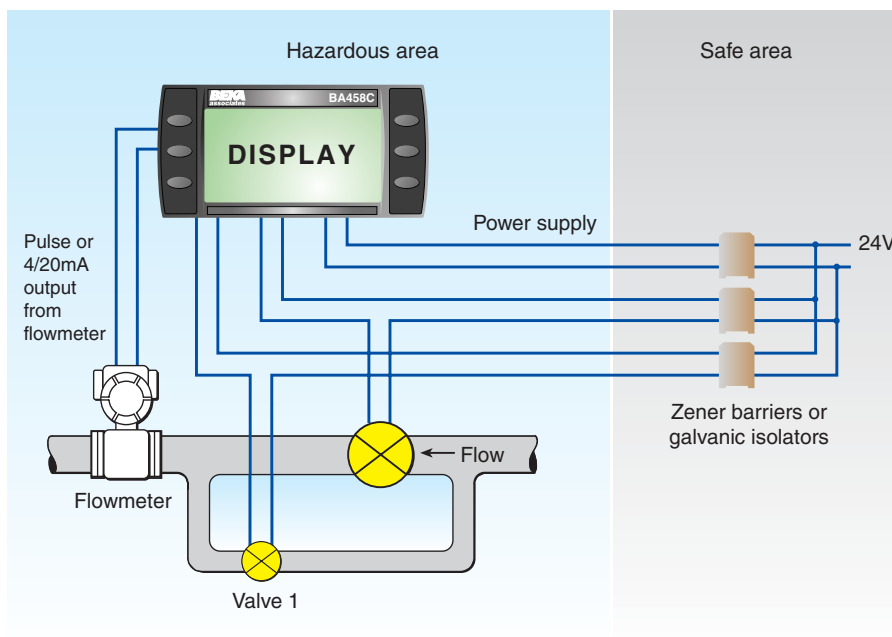 Hazardous area
Safe area
BEKA
associates
BA458C
DISPLAY
Power supply
24V
Pulse or
4/20mA
output
from
flowmeter
Zener barriers or
galvanic isolators
Flow
Flowmeter
Valve 1